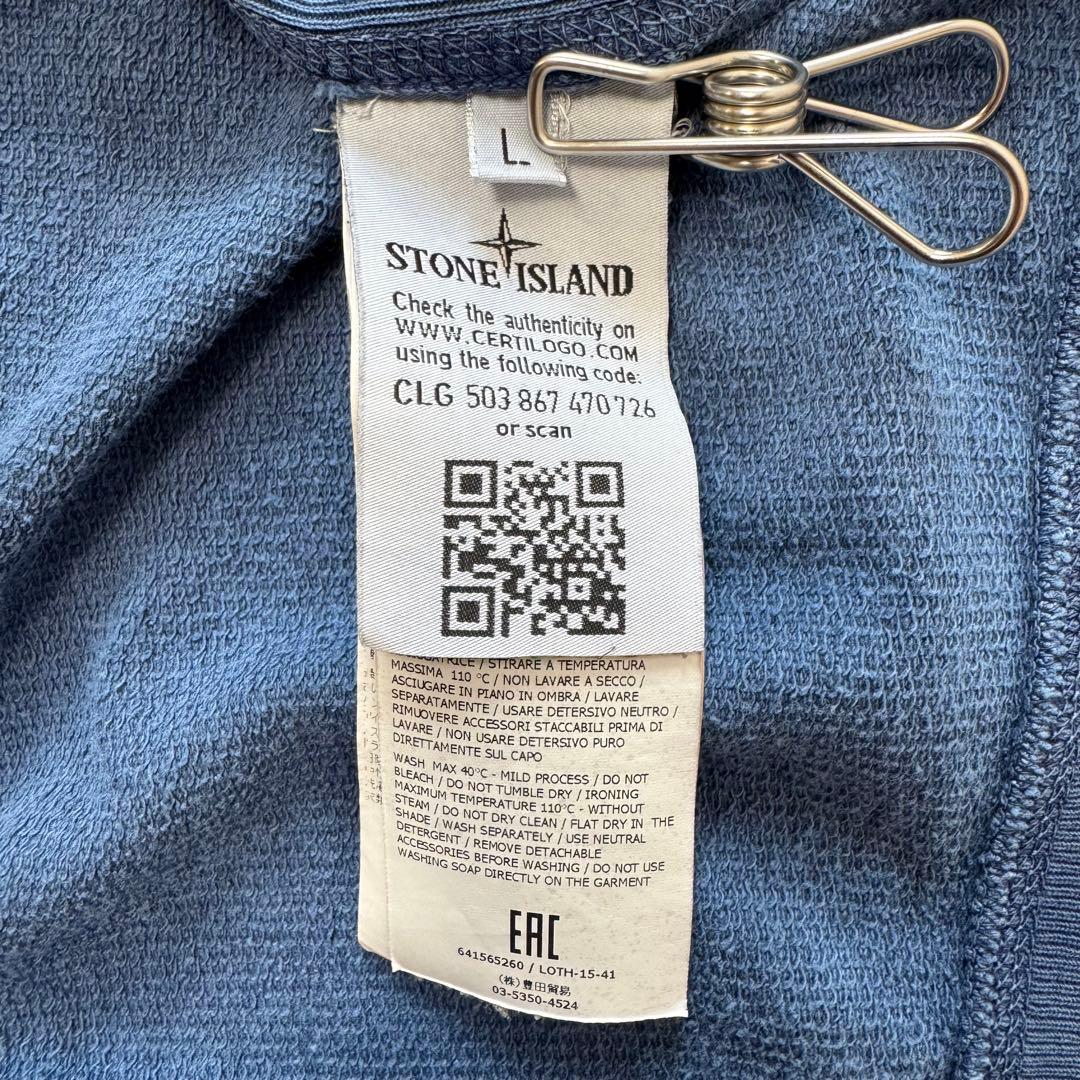 L
STONE ISLAND
Check the authenticity on
WWW.CERTILOGO.COM
using the following code:
CLG 503 867 470 726
or scan
STIRARE A TEMPERATURA
MASSIMA 110 °C / NON LAVARE A SECCO /
ASCIUGARE IN PIANO IN OMBRA / LAVARE
SEPARATAMENTE / USARE DETERSIVO NEUTRO /
RIMUOVERE ACCESSORI STACCABILI PRIMA DI
LAVARE / NON USARE DETERSIVO PURO
DIRETTAMENTE SUL CAPO
WASH MAX 40°C - MILD PROCESS / DO NOT
BLEACH / DO NOT TUMBLE DRY / IRONING
MAXIMUM TEMPERATURE 110°C - WITHOUT
STEAM / DO NOT DRY CLEAN / FLAT DRY IN THE
SHADE / WASH SEPARATELY / USE NEUTRAL
DETERGENT / REMOVE DETACHABLE
ACCESSORIES BEFORE WASHING / DO NOT USE
WASHING SOAP DIRECTLY ON THE GARMENT
EAC
641565260 / LOTH-15-41
(株)豊田貿易
03-5350-4524